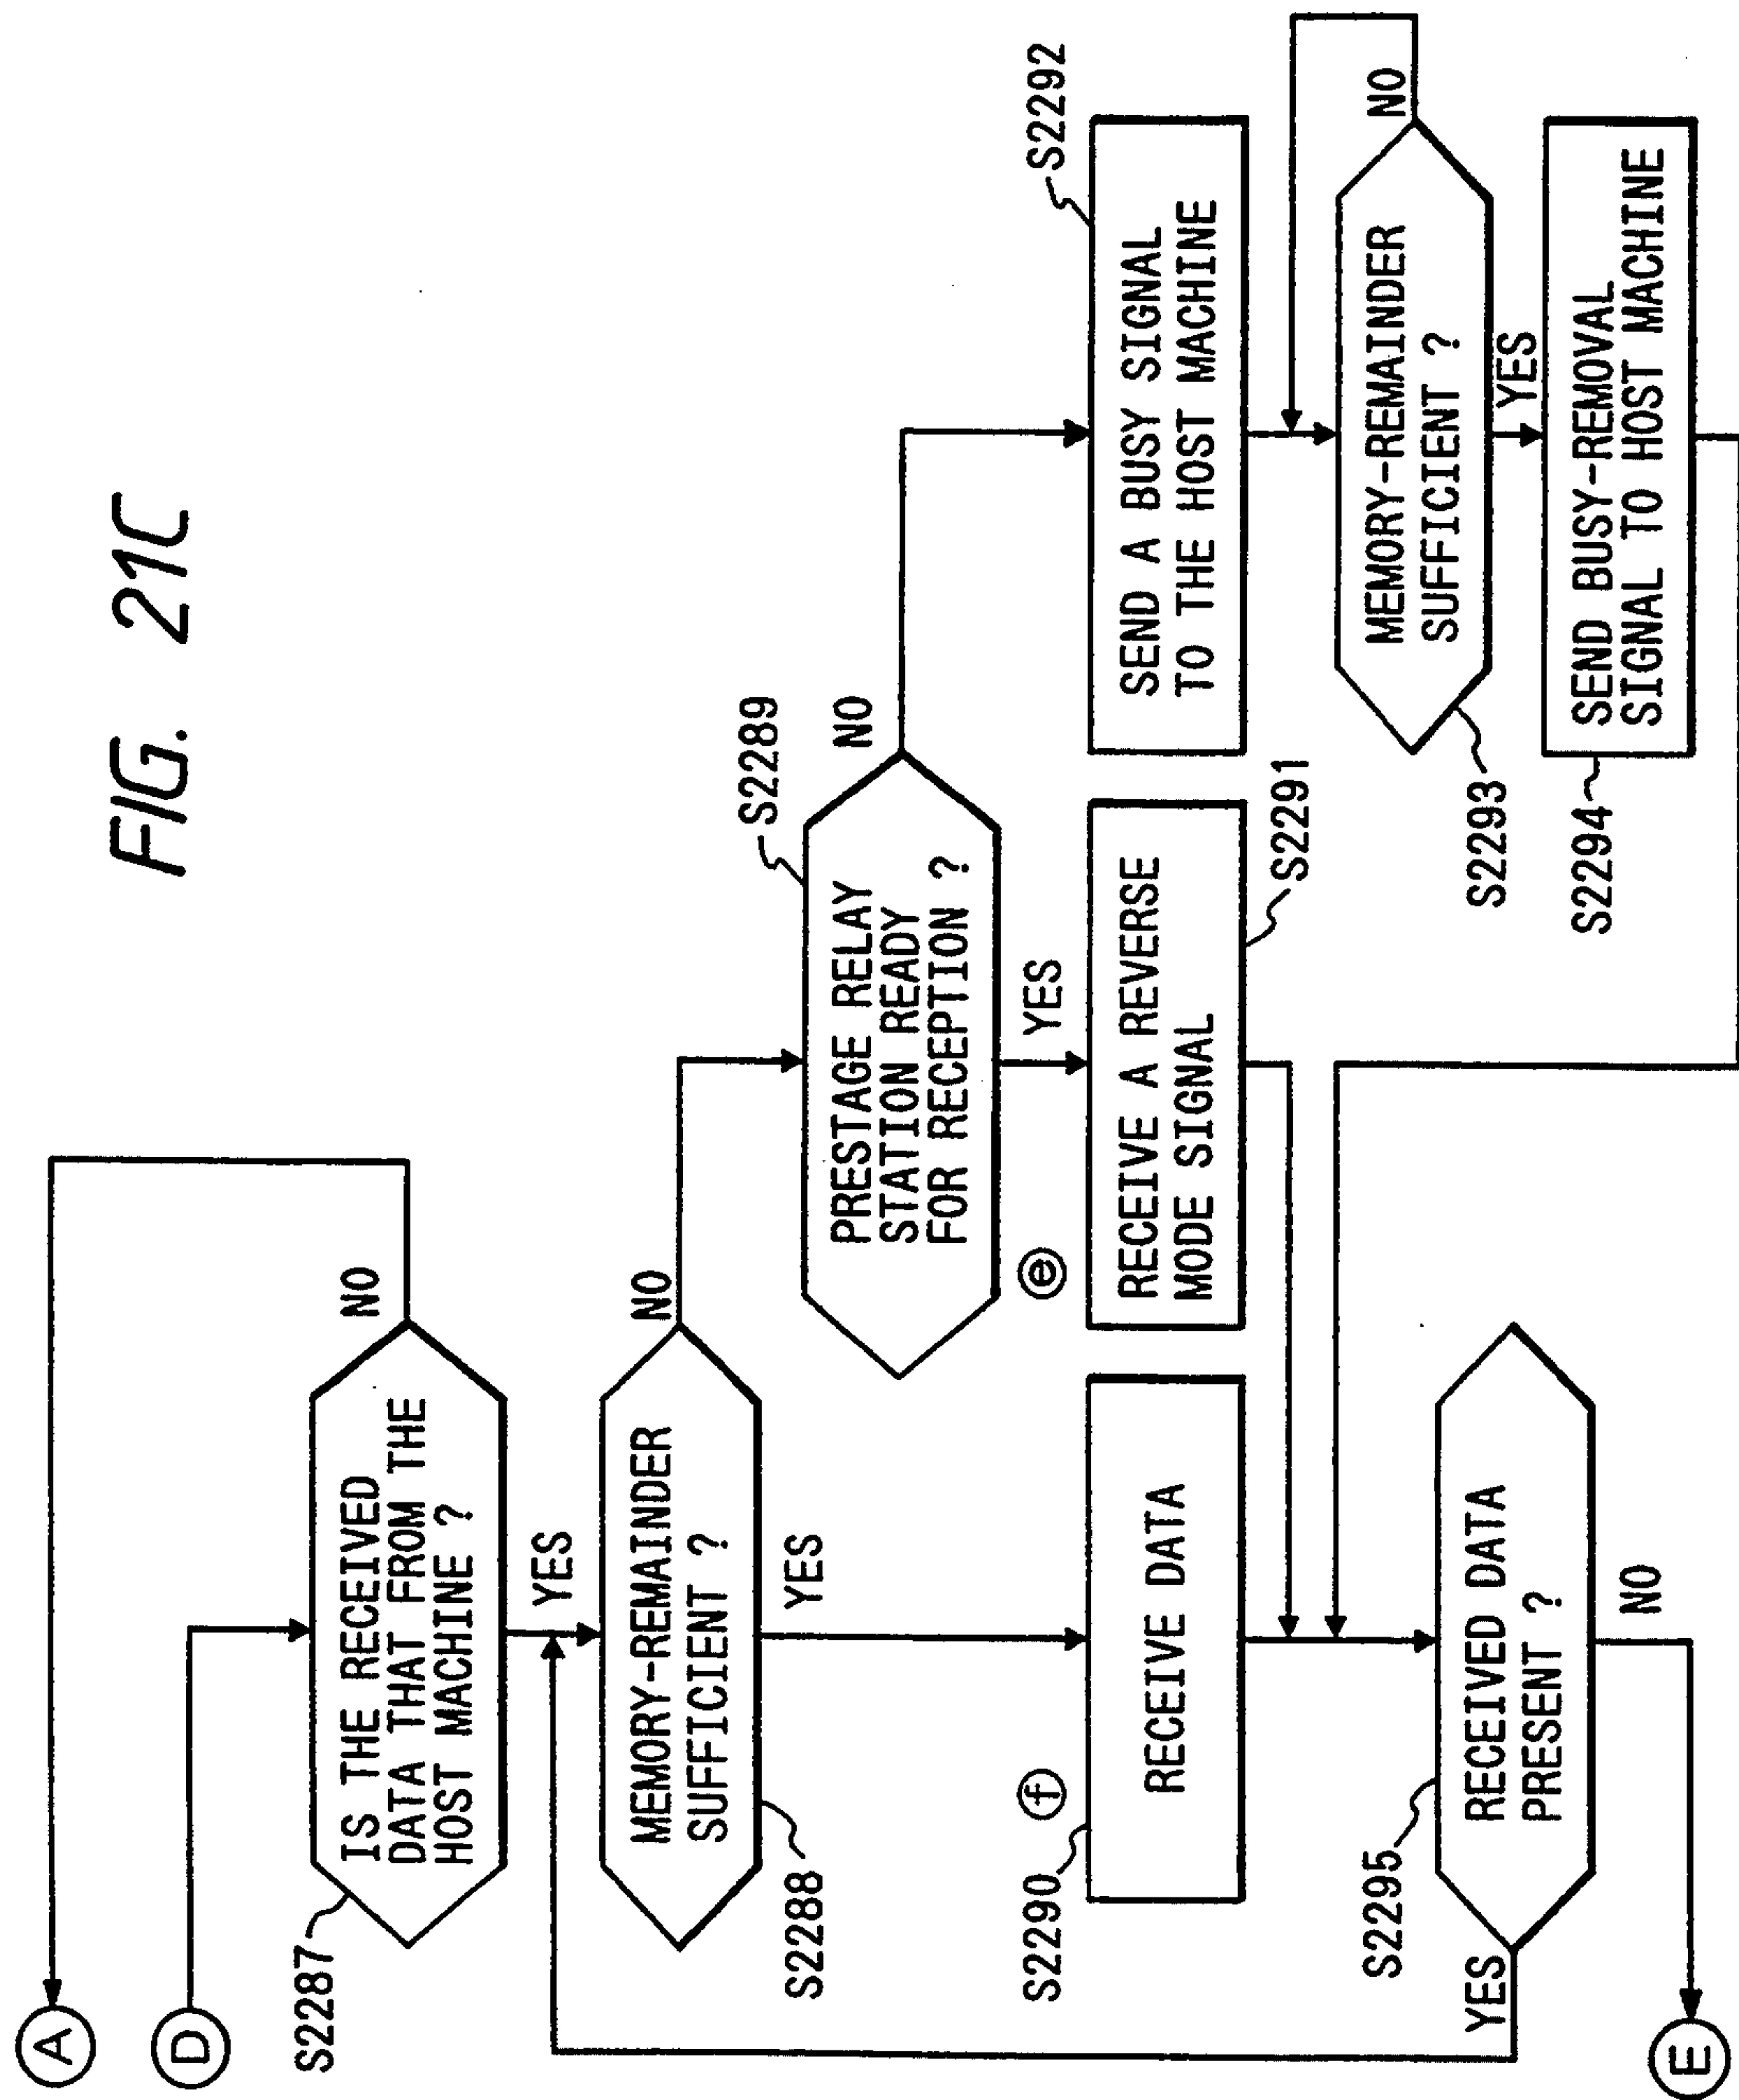 FIG. 21C
A
D
S2287
IS THE RECEIVED
DATA THAT FROM THE
HOST MACHINE ?
NO
YES
MEMORY-REMAINDER
SUFFICIENT ?
NO
S2288
YES
S2289
PRESTAGE RELAY
STATION READY
FOR RECEPTION ?
NO
YES
S2290
f
RECEIVE DATA
e
RECEIVE A REVERSE
MODE SIGNAL
S2291
S2292
SEND A BUSY SIGNAL
TO THE HOST MACHINE
MEMORY-REMAINDER
SUFFICIENT ?
NO
S2293
YES
SEND BUSY-REMOVAL
SIGNAL TO HOST MACHINE
S2294
S2295
RECEIVED DATA
PRESENT ?
YES
NO
E